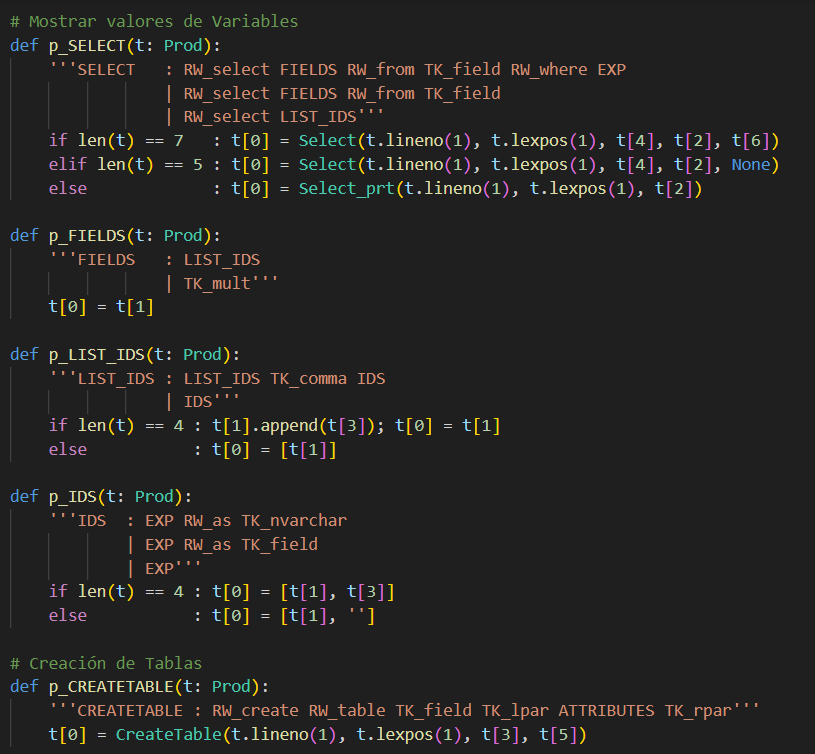 # Mostrar valores de Variables
def p_SELECT(t: Prod):
    '''SELECT   : RW_select FIELDS RW_from TK_field RW_where EXP
                | RW_select FIELDS RW_from TK_field
                | RW_select LIST_IDS'''
    if len(t) == 7   : t[0] = Select(t.lineno(1), t.lexpos(1), t[4], t[2], t[6])
    elif len(t) == 5 : t[0] = Select(t.lineno(1), t.lexpos(1), t[4], t[2], None)
    else             : t[0] = Select_prt(t.lineno(1), t.lexpos(1), t[2])

def p_FIELDS(t: Prod):
    '''FIELDS   : LIST_IDS
                | TK_mult'''
    t[0] = t[1]

def p_LIST_IDS(t: Prod):
    '''LIST_IDS : LIST_IDS TK_comma IDS
                | IDS'''
    if len(t) == 4 : t[1].append(t[3]); t[0] = t[1]
    else           : t[0] = [t[1]]

def p_IDS(t: Prod):
    '''IDS  : EXP RW_as TK_nvarchar
            | EXP RW_as TK_field
            | EXP'''
    if len(t) == 4 : t[0] = [t[1], t[3]]
    else           : t[0] = [t[1], '']

# Creación de Tablas
def p_CREATETABLE(t: Prod):
    '''CREATETABLE : RW_create RW_table TK_field TK_lpar ATTRIBUTES TK_rpar'''
    t[0] = CreateTable(t.lineno(1), t.lexpos(1), t[3], t[5])